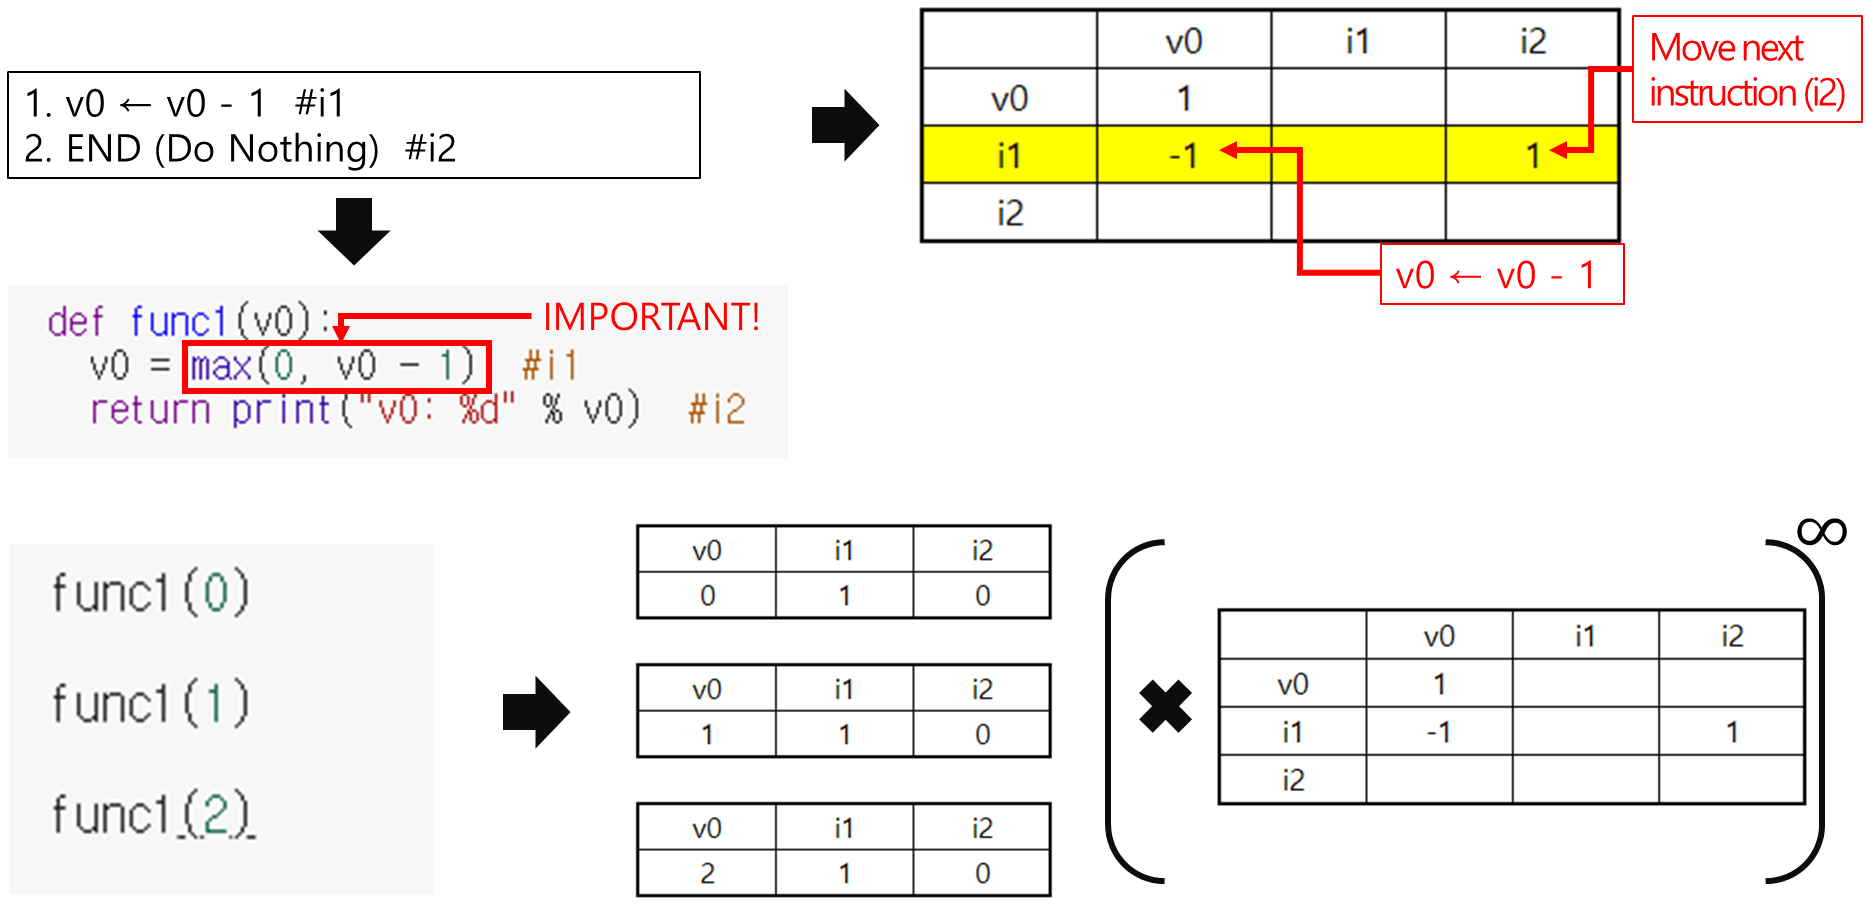 1. v0 ← v0 - 1 #i1
2. END (Do Nothing) #i2
v0 i1 i2
v0 1
i1 -1 1
i2
Move next
instruction (i2)
v0 ← v0 - 1
def func1(v0):
IMPORTANT!
v0 = max(0, v0 - 1) #i1
return print("v0: %d" % v0) #i2
func1(0)
func1(1)
func1(2)
v0 i1 i2
0 1 0
v0 i1 i2
1 1 0
v0 i1 i2
2 1 0
∞
v0 i1 i2
v0 1
i1 -1 1
i2